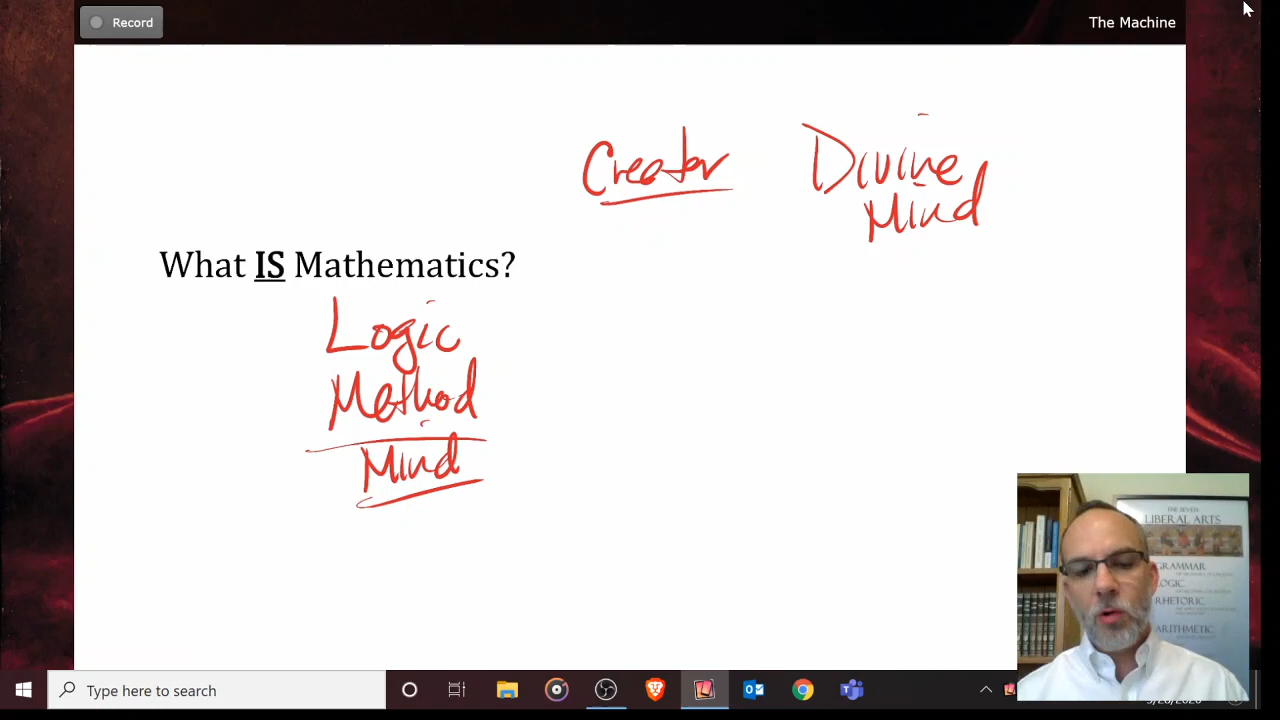 Record
The Machine
Creator
Divine
Mind
What IS Mathematics?
Logic
Method
Mind
THE SEVEN
LIBERAL ARTS
GRAMMAR
LOGIC
RHETORIC
ARITHMETIC
Type here to search